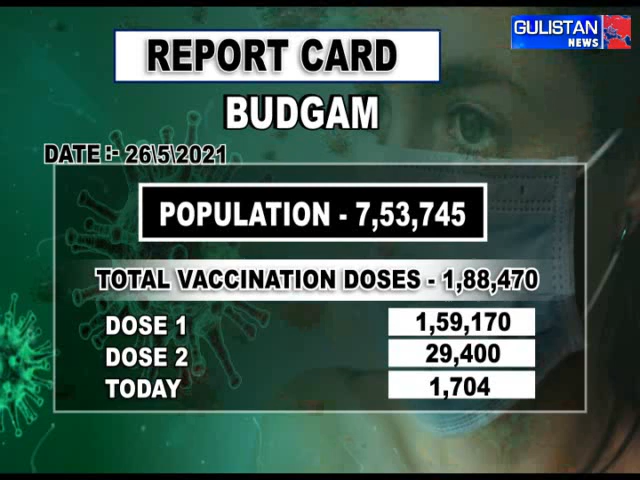 GULISTAN
NEWS
REPORT CARD
BUDGAM
DATE :- 26\5\2021
POPULATION - 7,53,745
TOTAL VACCINATION DOSES - 1,88,470
DOSE 1 1,59,170
DOSE 2 29,400
TODAY 1,704